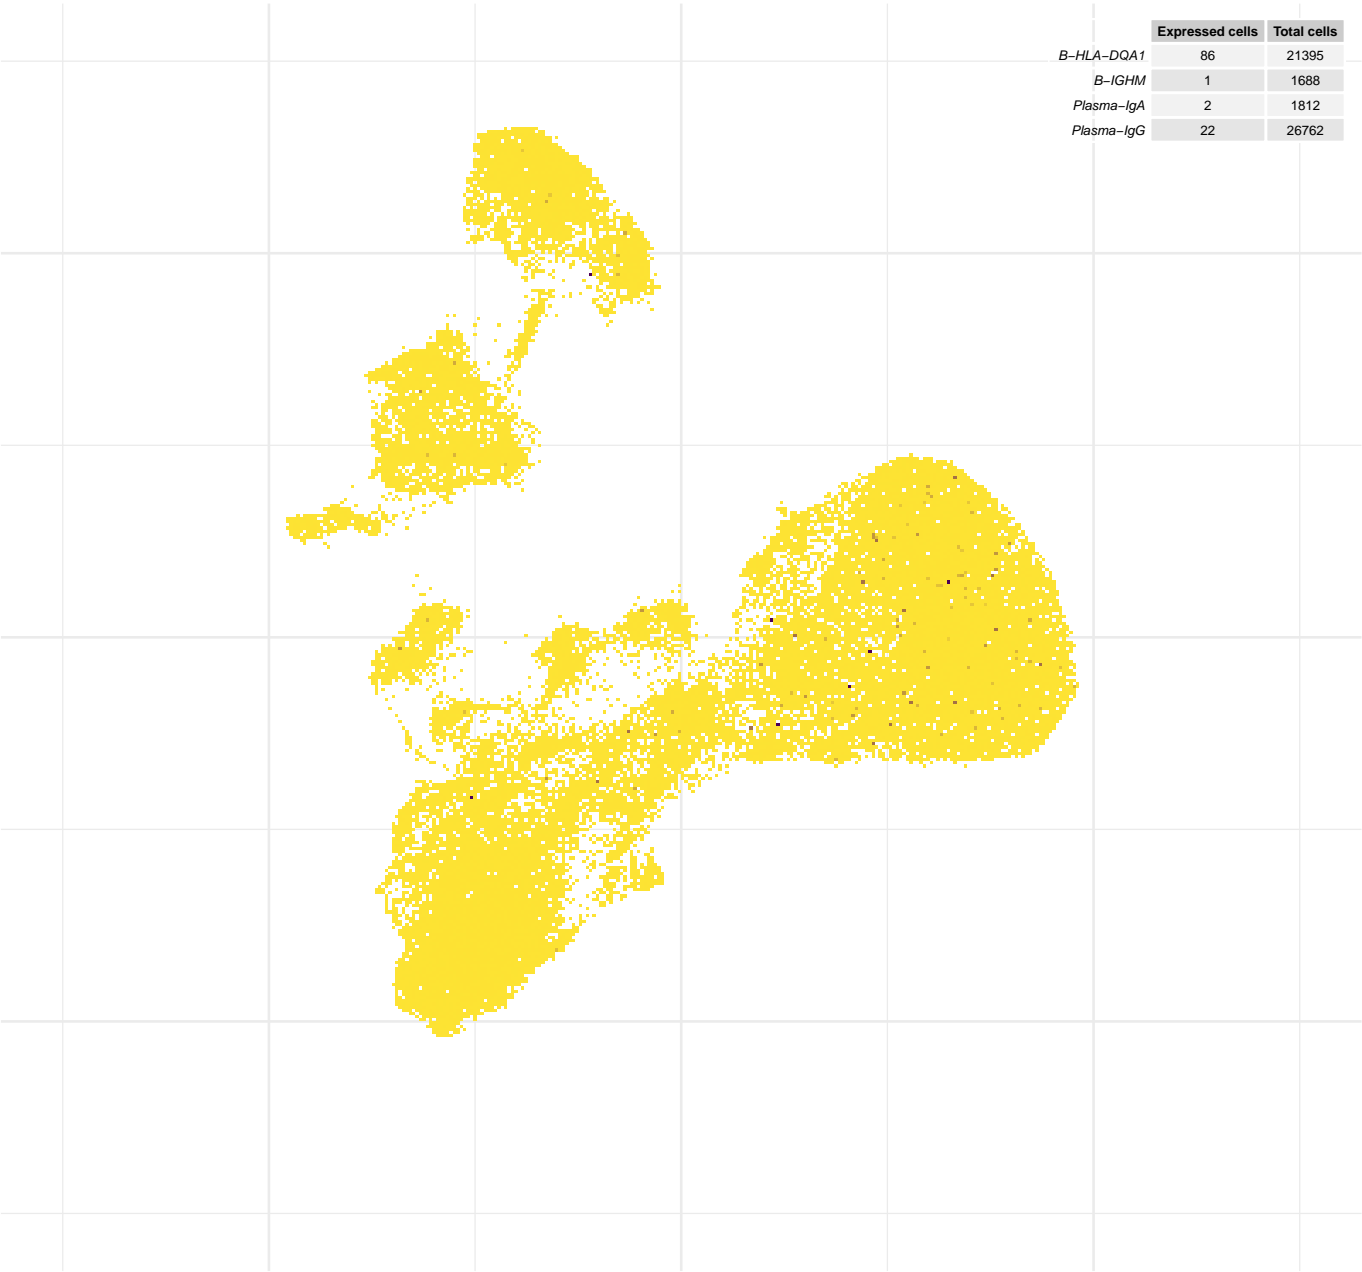 Expressed cells Total cells
B−HLA−DQA1 86 21395
B−IGHM 1 1688
Plasma−IgA 2 1812
Plasma−IgG 22 26762